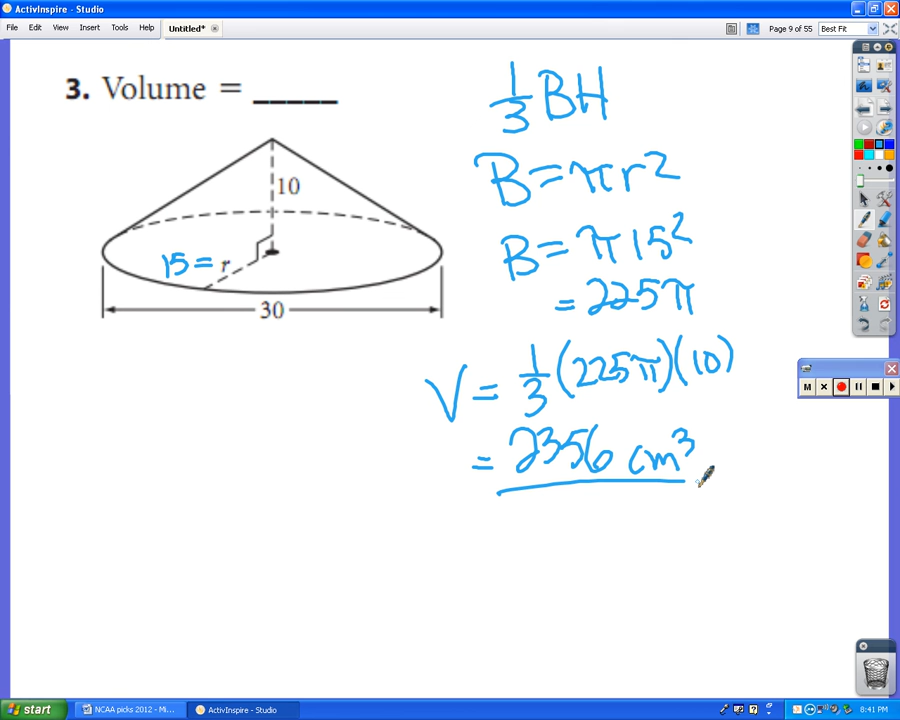 ActivInspire - Studio
File Edit View Insert Tools Help Untitled* Page 9 of 55 Best Fit
3. Volume = _____
10
15 = r
30
1/3 BH
B = πr²
B = π15²
= 225π
V = 1/3 (225π)(10)
= 2356 cm³
M
start NCAA picks 2012 - Mi... ActivInspire - Studio 8:41 PM